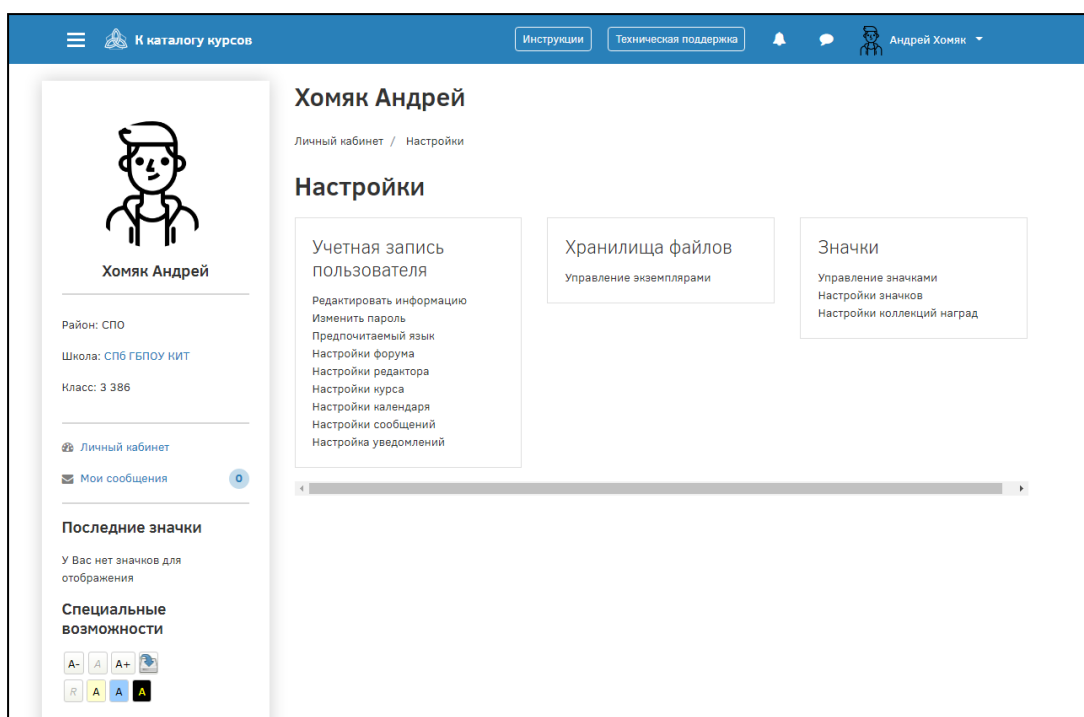 К каталогу курсов
Инструкции
Техническая поддержка
Андрей Хомяк
Хомяк Андрей
Район: СПО
Школа: СПб ГБПОУ КИТ
Класс: 3 386
Личный кабинет
Мои сообщения
0
Последние значки
У Вас нет значков для
отображения
Специальные
возможности
A- A A+
R A A A
Хомяк Андрей
Личный кабинет / Настройки
Настройки
Учетная запись
пользователя
Редактировать информацию
Изменить пароль
Предпочитаемый язык
Настройки форума
Настройки редактора
Настройки курса
Настройки календаря
Настройки сообщений
Настройка уведомлений
Хранилища файлов
Управление экземплярами
Значки
Управление значками
Настройки значков
Настройки коллекций наград